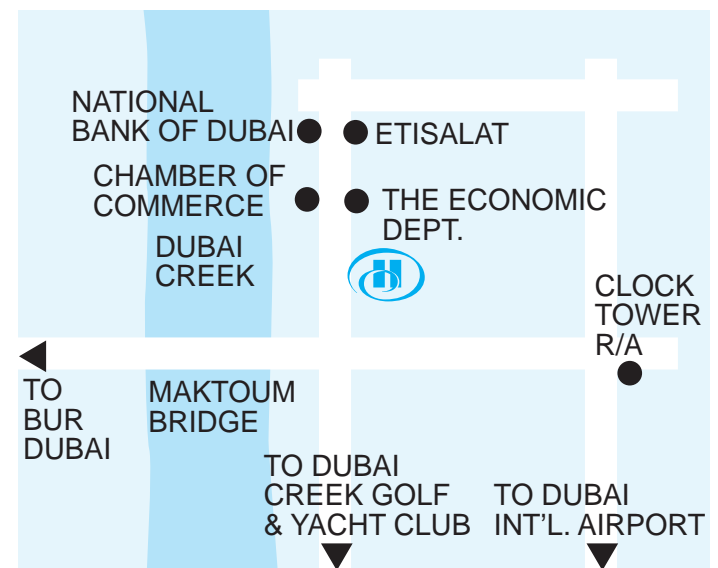 NATIONAL
BANK OF DUBAI
ETISALAT
CHAMBER OF
COMMERCE
THE ECONOMIC
DEPT.
DUBAI
CREEK
H
CLOCK
TOWER
R/A
TO
BUR
DUBAI
MAKTOUM
BRIDGE
TO DUBAI
CREEK GOLF
& YACHT CLUB
TO DUBAI
INT'L. AIRPORT